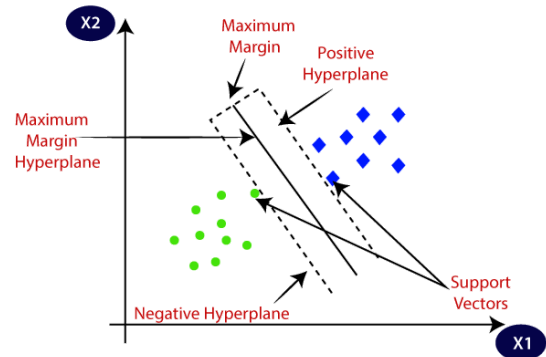 X2
Maximum
Margin
Positive
Hyperplane
Maximum
Margin
Hyperplane
Support
Vectors
Negative Hyperplane
X1